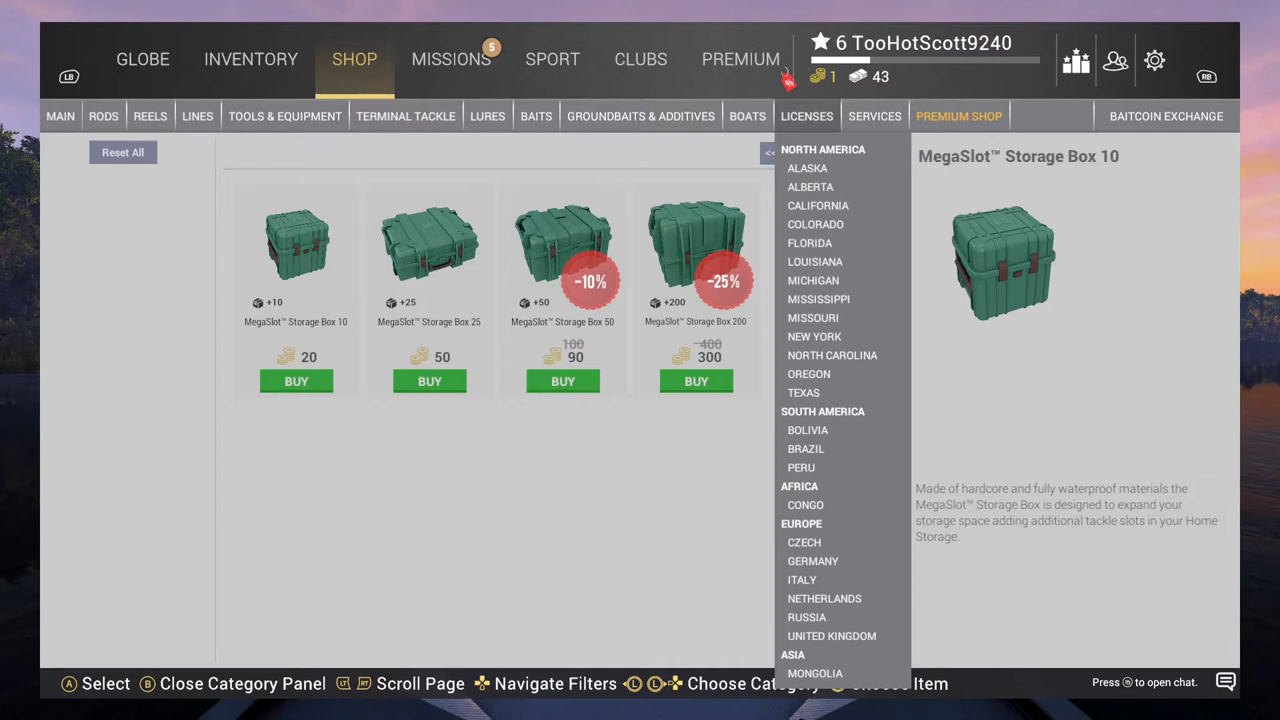 GLOBE INVENTORY SHOP MISSIONS 5 SPORT CLUBS PREMIUM %
6 TooHotScott9240
1 43
LB RB
MAIN RODS REELS LINES TOOLS & EQUIPMENT TERMINAL TACKLE LURES BAITS GROUNDBAITS & ADDITIVES BOATS LICENSES SERVICES PREMIUM SHOP BAITCOIN EXCHANGE
Reset All
<<
+10
MegaSlot™ Storage Box 10
20
BUY
+25
MegaSlot™ Storage Box 25
50
BUY
-10%
+50
MegaSlot™ Storage Box 50
100
90
BUY
-25%
+200
MegaSlot™ Storage Box 200
400
300
BUY
NORTH AMERICA
ALASKA
ALBERTA
CALIFORNIA
COLORADO
FLORIDA
LOUISIANA
MICHIGAN
MISSISSIPPI
MISSOURI
NEW YORK
NORTH CAROLINA
OREGON
TEXAS
SOUTH AMERICA
BOLIVIA
BRAZIL
PERU
AFRICA
CONGO
EUROPE
CZECH
GERMANY
ITALY
NETHERLANDS
RUSSIA
UNITED KINGDOM
ASIA
MONGOLIA
MegaSlot™ Storage Box 10
Made of hardcore and fully waterproof materials the
MegaSlot™ Storage Box is designed to expand your
storage space adding additional tackle slots in your Home
Storage.
A Select B Close Category Panel LT RT Scroll Page Navigate Filters L L Choose Category Choose Item
Press to open chat.